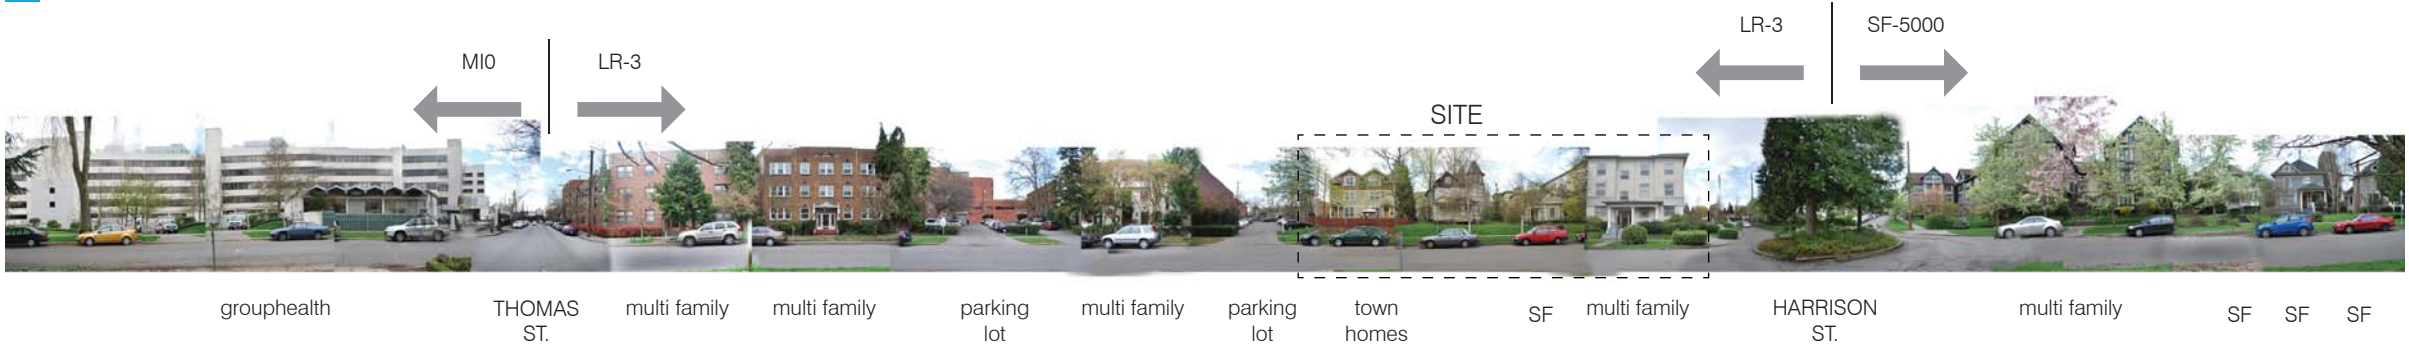 LR-3
SF-5000
MI0
LR-3
SITE
grouphealth
THOMAS
ST.
multi family
multi family
parking
lot
multi family
parking
lot
town
homes
SF
multi family
HARRISON
ST.
multi family
SF
SF
SF